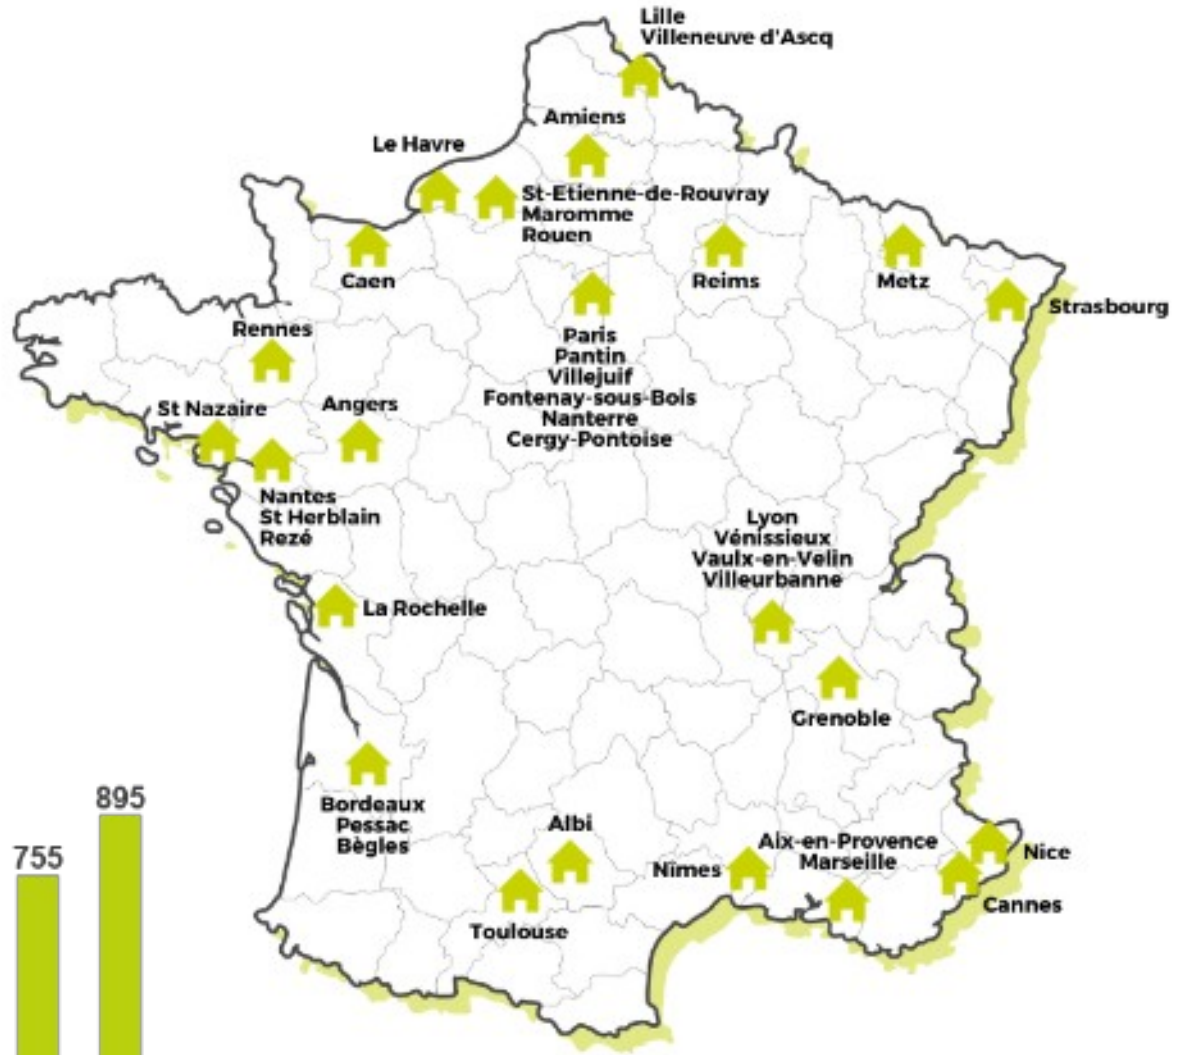 Lille
Villeneuve d'Ascq
Amiens
Le Havre
St-Etienne-de-Rouvray
Maromme
Rouen
Caen
Reims
Metz
Strasbourg
Rennes
Paris
Pantin
Villejuif
Fontenay-sous-Bois
Nanterre
Cergy-Pontoise
St Nazaire
Angers
Nantes
St Herblain
Rezé
Lyon
Vénissieux
Vaulx-en-Velin
Villeurbanne
La Rochelle
Grenoble
Bordeaux
Pessac
Bègles
Albi
Toulouse
Nîmes
Aix-en-Provence
Marseille
Nice
Cannes
895
755